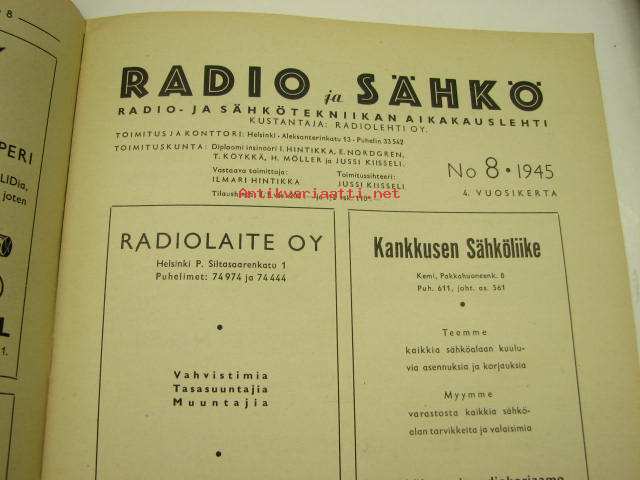 8
PERI
LIDia,
joten
L
1.
RADIO ja SÄHKÖ
RADIO- JA SÄHKÖTEKNIIKAN AIKAKAUSLEHTI
KUSTANTAJA: RADIOLEHTI OY.
TOIMITUS JA KONTTORI: Helsinki - Aleksanterinkatu 13 - Puhelin 33 562
TOIMITUSKUNTA: Diplomi insinööri I. HINTIKKA, E. NORDGREN,
T. KÖYKKÄ, H. MÖLLER ja JUSSI KIISSELI.
Vastaava toimittaja: Toimitussihteeri:
ILMARI HINTIKKA JUSSI KIISSELI
Antikvariaatti.net
No 8 • 1945
4. VUOSIKERTA
RADIOLAITE OY
Helsinki P. Siltasaarenkatu 1
Puhelimet: 74974 ja 74444
•
Vahvistimia
Tasasuuntajia
Muuntajia
•
Kankkusen Sähköliike
Kemi, Pakkahuoneenk. 8
Puh. 611, joht. as. 561
•
Teemme
kaikkia sähköalaan kuulu-
via asennuksia ja korjauksia
Myymme
varastosta kaikkia sähkö-
alan tarvikkeita ja valaisimia